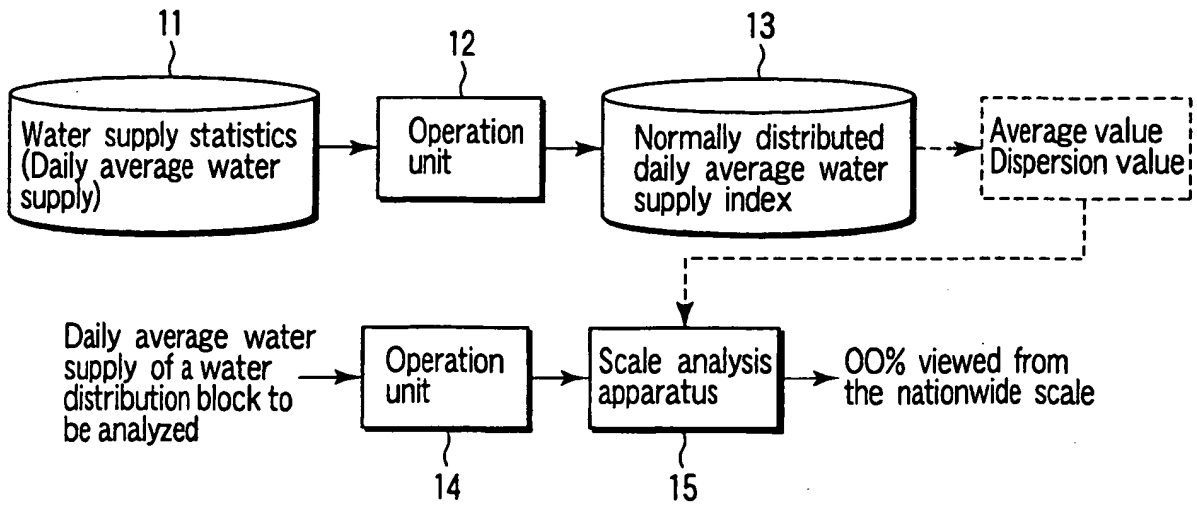 11
12
13
Water supply statistics
(Daily average water
supply)
Operation
unit
Normally distributed
daily average water
supply index
Average value
Dispersion value
Daily average water
supply of a water
distribution block to
be analyzed
Operation
unit
Scale analysis
apparatus
OO% viewed from
the nationwide scale
14
15